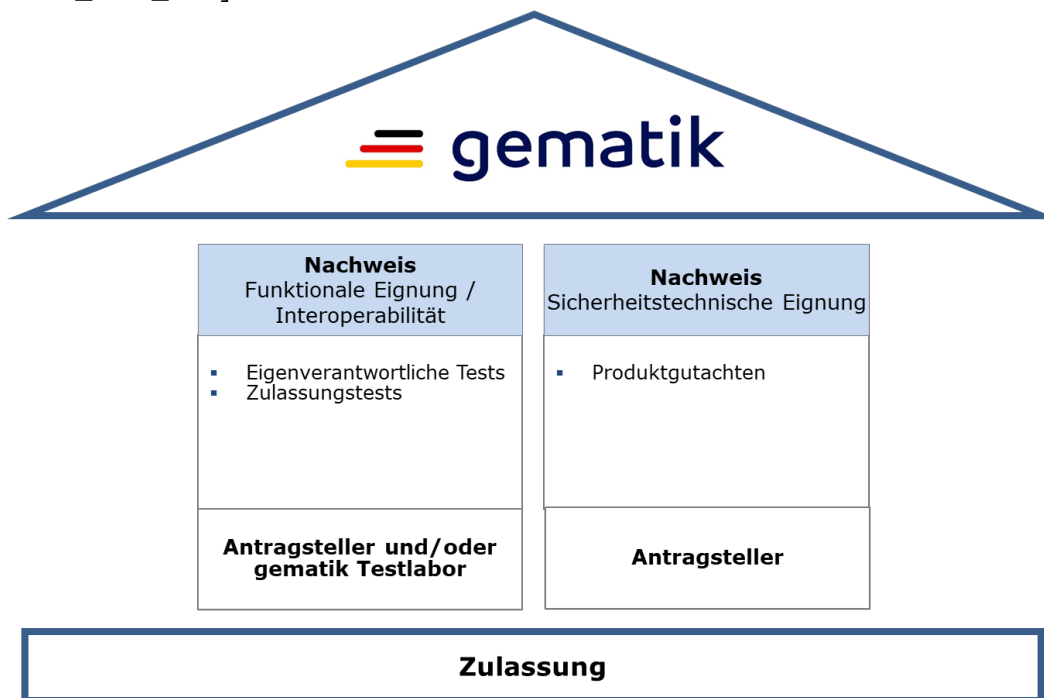 gematik
Nachweis
Funktionale Eignung /
Interoperabilität
Nachweis
Sicherheitstechnische Eignung
▪ Eigenverantwortliche Tests
▪ Zulassungstests
▪ Produktgutachten
Antragsteller und/oder
gematik Testlabor
Antragsteller
Zulassung